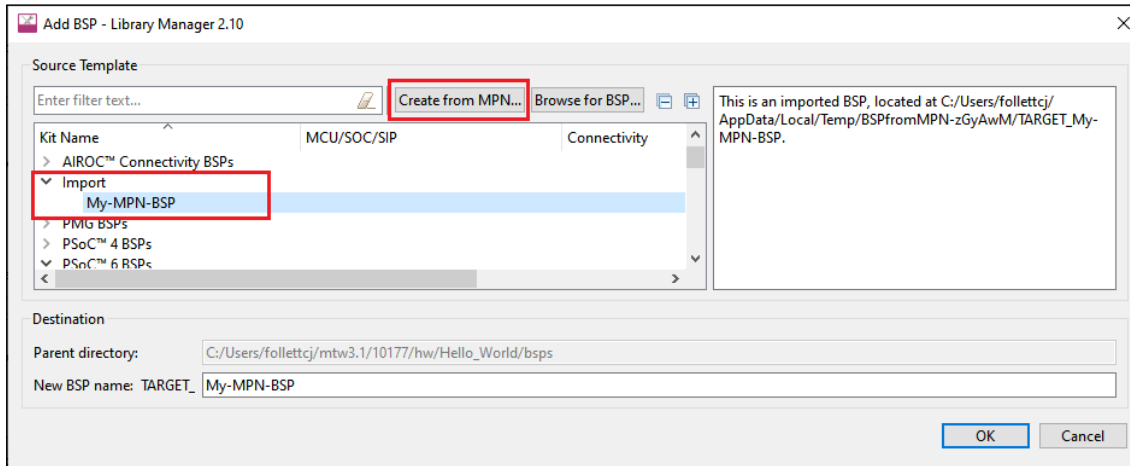 Add BSP - Library Manager 2.10
Source Template
Enter filter text...
Create from MPN...
Browse for BSP...
Kit Name
MCU/SOC/SIP
Connectivity
AIROC™ Connectivity BSPs
Import
My-MPN-BSP
PMG BSPs
PSoC™ 4 BSPs
PSoC™ 6 BSPs
This is an imported BSP, located at C:/Users/follettcj/
AppData/Local/Temp/BSPfromMPN-zGyAwM/TARGET_My-
MPN-BSP.
Destination
Parent directory:
C:/Users/follettcj/mtw3.1/10177/hw/Hello_World/bsps
New BSP name: TARGET_
My-MPN-BSP
OK
Cancel